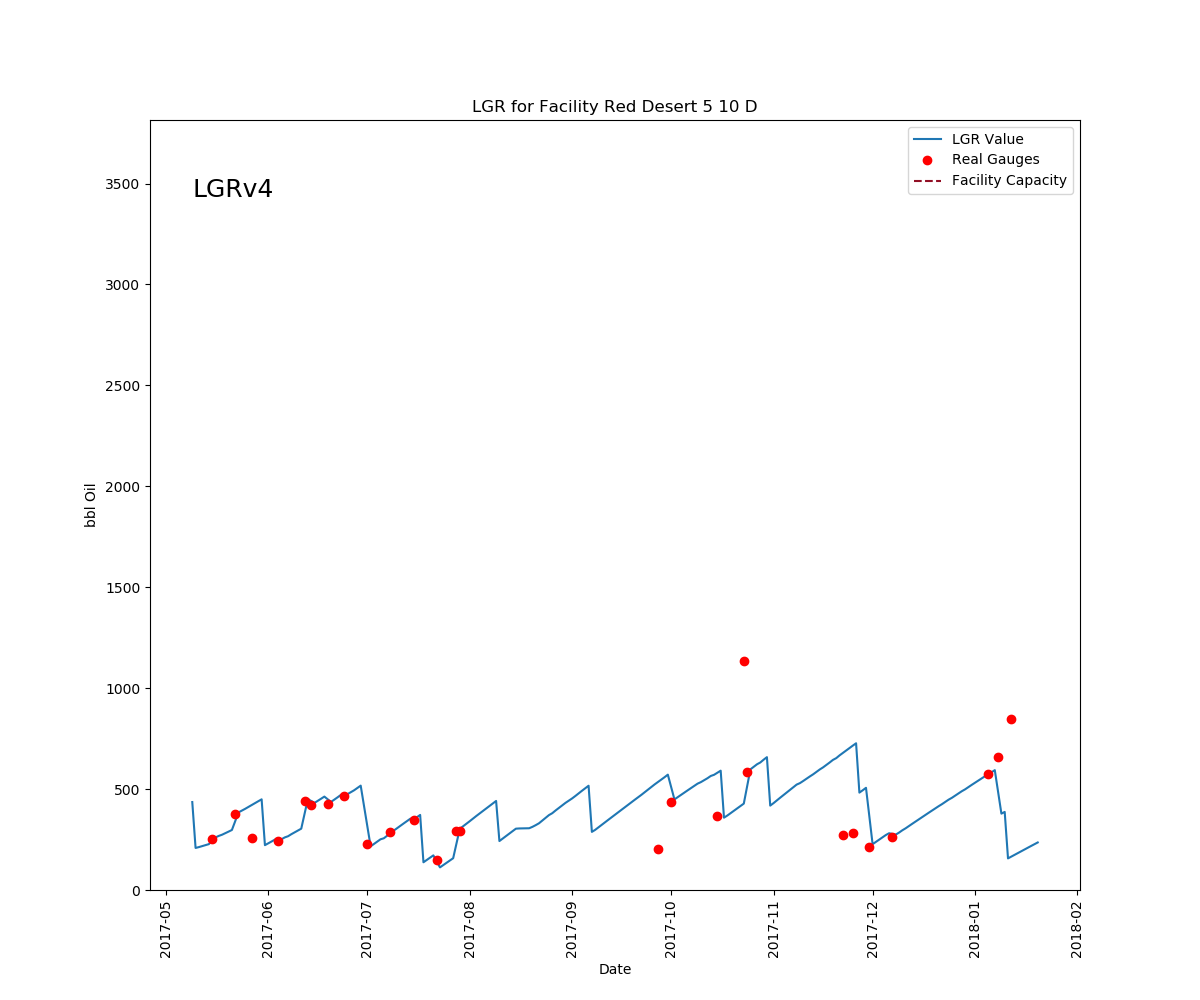 LGR for Facility Red Desert 5 10 D
LGR Value
Real Gauges
Facility Capacity
LGRv4
bbl Oil
3500
3000
2500
2000
1500
1000
500
0
2017-05
2017-06
2017-07
2017-08
2017-09
2017-10
2017-11
2017-12
2018-01
2018-02
Date